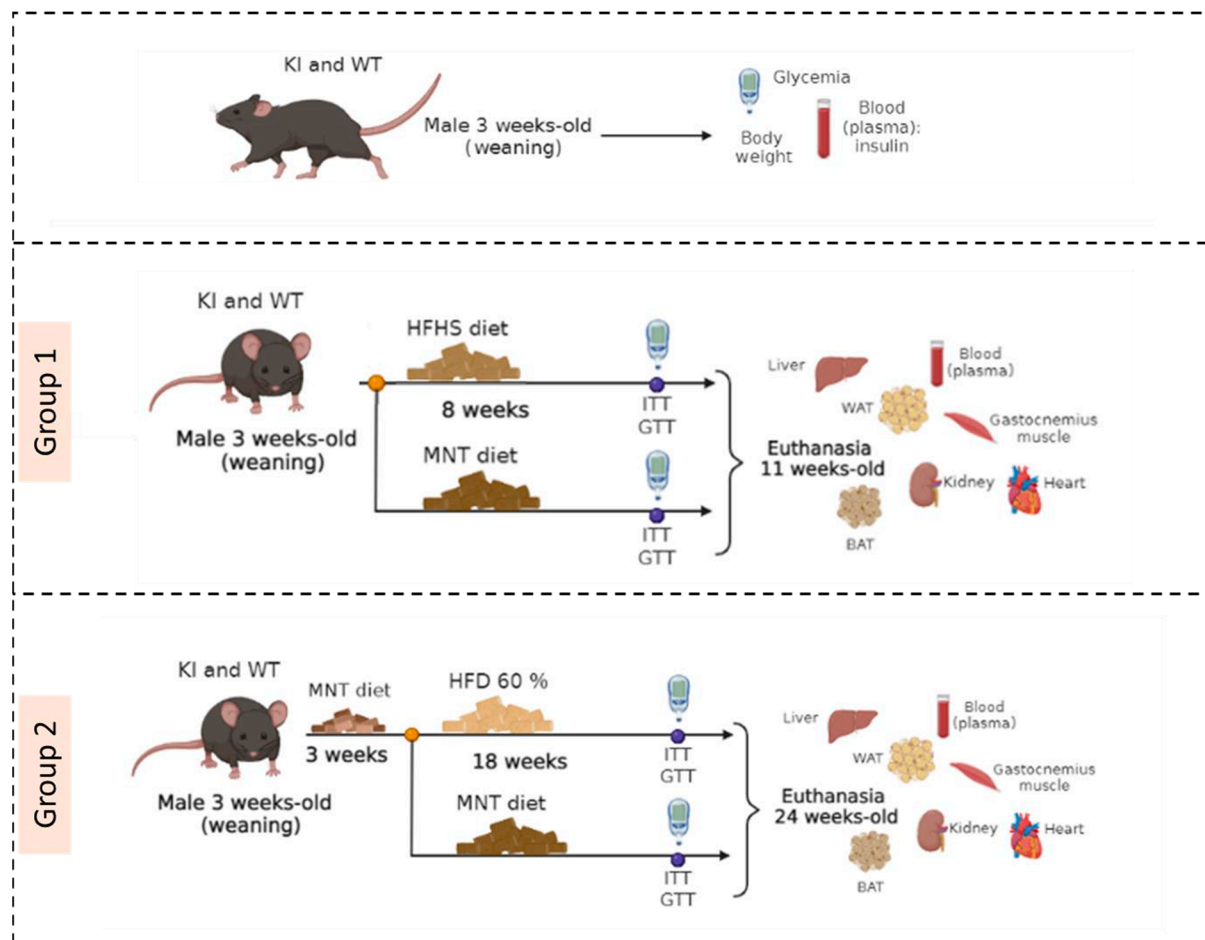 KI and WT
Male 3 weeks-old
(weaning)
Glycemia
Body
weight
Blood
(plasma):
insulin
Group 1
KI and WT
Male 3 weeks-old
(weaning)
HFHS diet
8 weeks
MNT diet
ITT
GTT
ITT
GTT
Euthanasia
11 weeks-old
Liver
Blood
(plasma)
WAT
Gastocnemius
muscle
Kidney
Heart
BAT
Group 2
KI and WT
Male 3 weeks-old
(weaning)
MNT diet
3 weeks
HFD 60 %
18 weeks
MNT diet
ITT
GTT
ITT
GTT
Euthanasia
24 weeks-old
Liver
Blood
(plasma)
WAT
Gastocnemius
muscle
Kidney
Heart
BAT